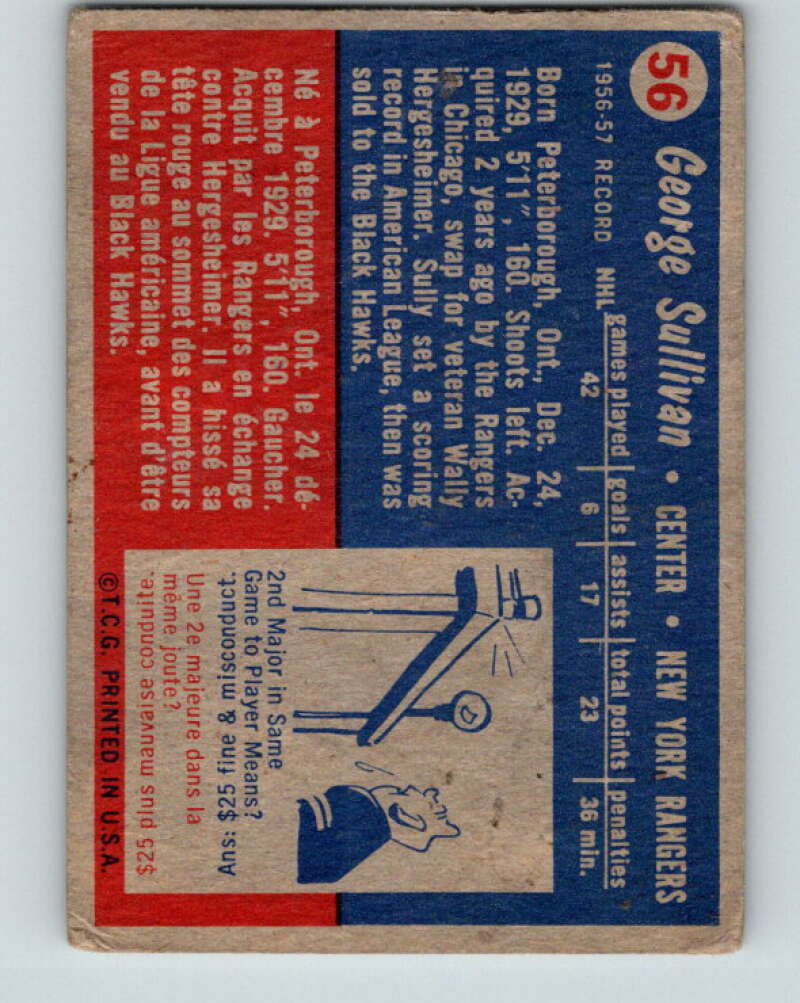 56 George Sullivan • CENTER • NEW YORK RANGERS
games played goals assists total points penalties
1956-57 RECORD NHL 42 6 17 23 36 min.
Born Peterborough, Ont., Dec. 24,
1929, 5'11", 160. Shoots left. Ac-
quired 2 years ago by the Rangers
in Chicago, swap for veteran Wally
Hergesheimer. Sully set a scoring
record in American League, then was
sold to the Black Hawks.
Né à Peterborough, Ont. le 24 dé-
cembre 1929. 5'11", 160. Gaucher.
Acquit par les Rangers en échange
contre Hergesheimer. Il a hissé sa
tête rouge au sommet des compteurs
de la Ligue américaine, avant d'être
vendu au Black Hawks.
2nd Major in Same
Game to Player Means?
Ans: $25 fine & misconduct.
Une 2e majeure dans la
même joute?
$25 plus mauvaise conduite.
©T.C.G. PRINTED IN U.S.A.